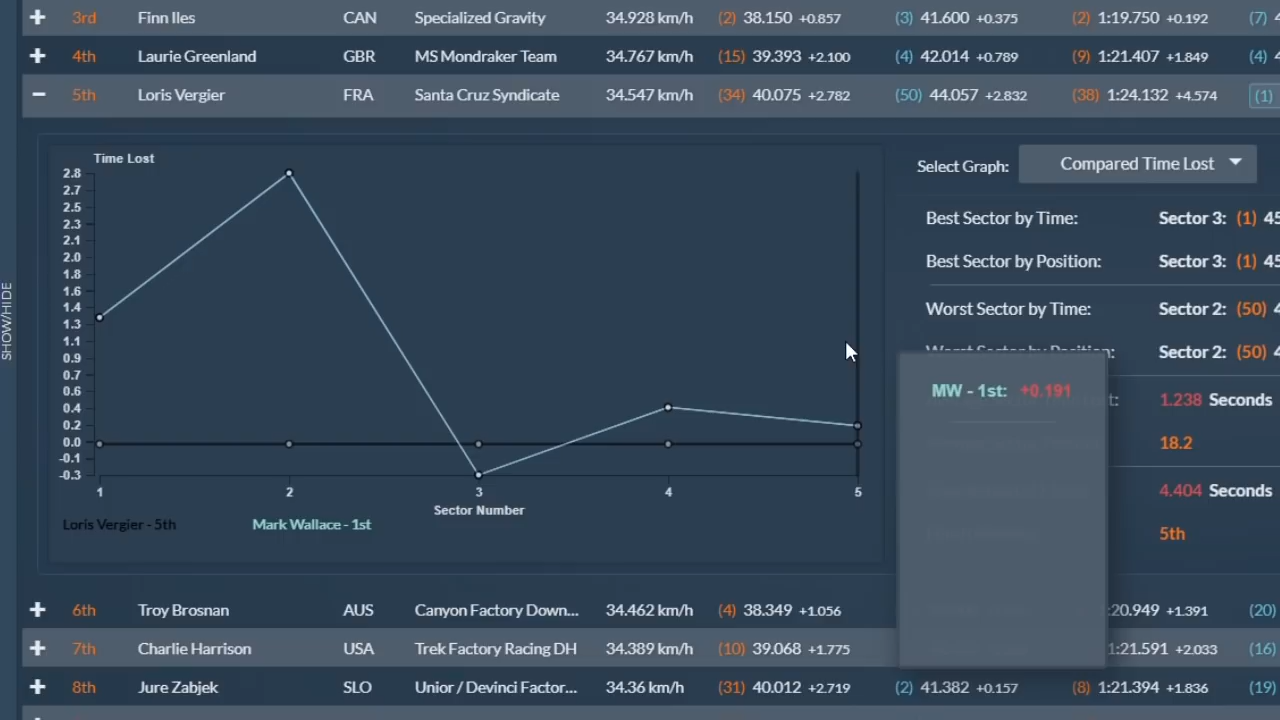 + 3rd Finn Iles CAN Specialized Gravity 34.928 km/h (2) 38.150 +0.857 (3) 41.600 +0.375 (2) 1:19.750 +0.192 (7) 4
+ 4th Laurie Greenland GBR MS Mondraker Team 34.767 km/h (15) 39.393 +2.100 (4) 42.014 +0.789 (9) 1:21.407 +1.849 (4) 4
− 5th Loris Vergier FRA Santa Cruz Syndicate 34.547 km/h (34) 40.075 +2.782 (50) 44.057 +2.832 (38) 1:24.132 +4.574 (1)
SHOW/HIDE
Time Lost
2.8
2.7
2.5
2.3
2.1
2.0
1.8
1.6
1.4
1.3
1.1
0.9
0.7
0.6
0.4
0.2
0.0
-0.1
-0.3
1 2 3 4 5
Sector Number
Loris Vergier - 5th Mark Wallace - 1st
Select Graph: Compared Time Lost
Best Sector by Time: Sector 3: (1) 45
Best Sector by Position: Sector 3: (1) 45
Worst Sector by Time: Sector 2: (50) 4
Worst Sector by Position: Sector 2: (50) 4
MW - 1st: +0.191
1.238 Seconds
18.2
4.404 Seconds
5th
+ 6th Troy Brosnan AUS Canyon Factory Down... 34.462 km/h (4) 38.349 +1.056 :20.949 +1.391 (20)
+ 7th Charlie Harrison USA Trek Factory Racing DH 34.389 km/h (10) 39.068 +1.775 1:21.591 +2.033 (16)
+ 8th Jure Zabjek SLO Unior / Devinci Factor... 34.36 km/h (31) 40.012 +2.719 (2) 41.382 +0.157 (8) 1:21.394 +1.836 (19)